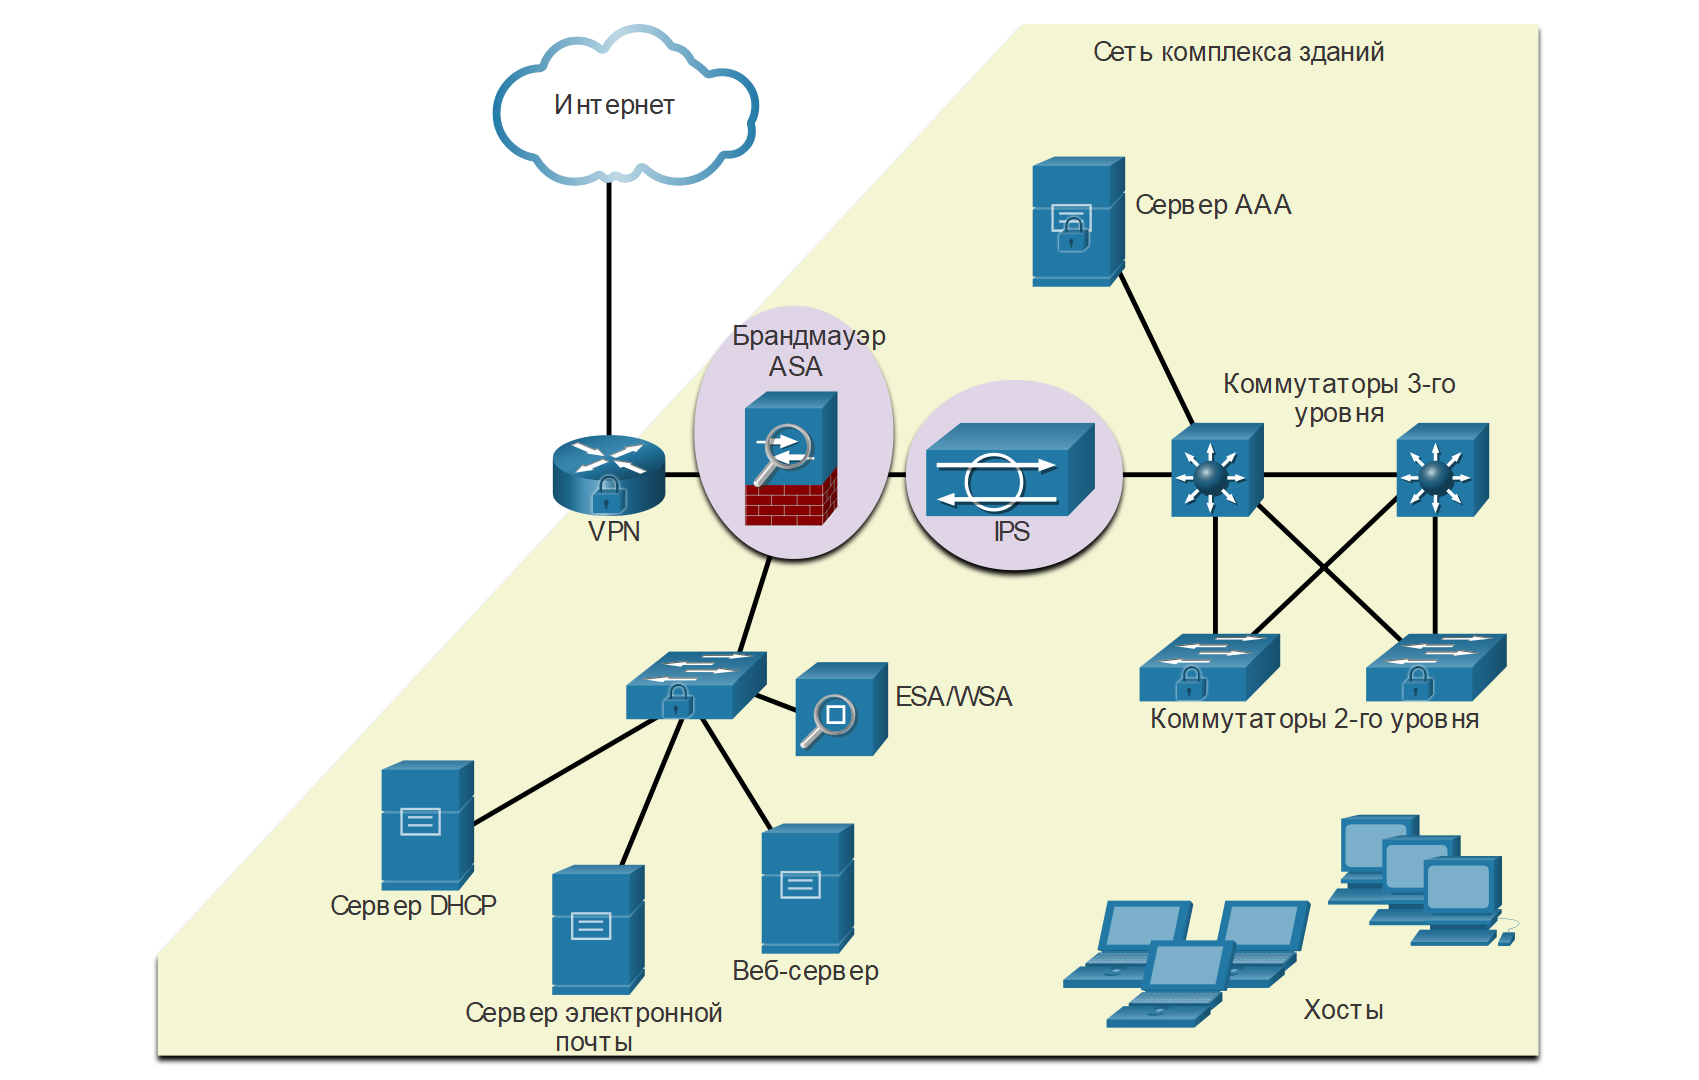 Сеть комплекса зданий
Интернет
Сервер AAA
Брандмауэр
ASA
Коммутаторы 3-го
уровня
VPN
IPS
ESA/WSA
Коммутаторы 2-го уровня
Сервер DHCP
Веб-сервер
Сервер электронной
почты
Хосты